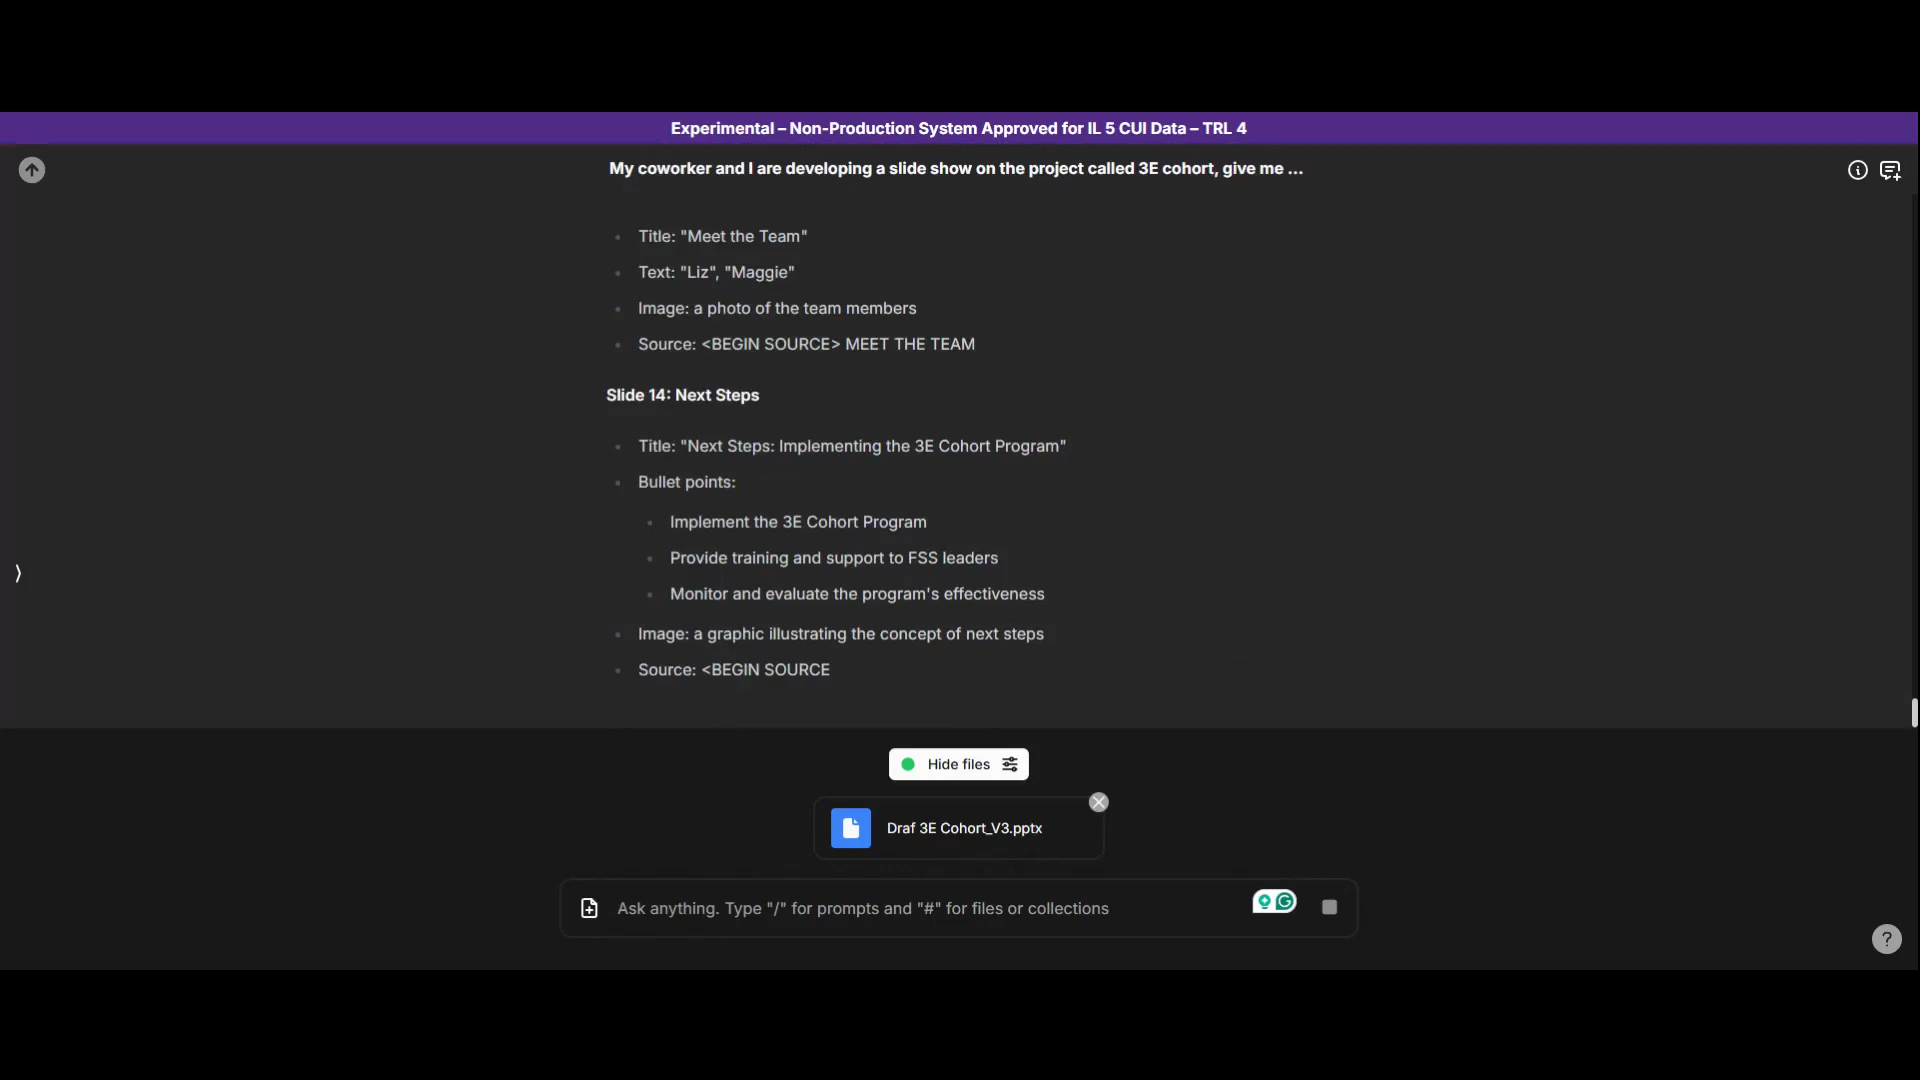 Experimental – Non-Production System Approved for IL 5 CUI Data – TRL 4
My coworker and I are developing a slide show on the project called 3E cohort, give me ...
Title: "Meet the Team"
Text: "Liz", "Maggie"
Image: a photo of the team members
Source: <BEGIN SOURCE> MEET THE TEAM
Slide 14: Next Steps
Title: "Next Steps: Implementing the 3E Cohort Program"
Bullet points:
Implement the 3E Cohort Program
Provide training and support to FSS leaders
Monitor and evaluate the program's effectiveness
Image: a graphic illustrating the concept of next steps
Source: <BEGIN SOURCE
Hide files
Draf 3E Cohort_V3.pptx
Ask anything. Type "/" for prompts and "#" for files or collections
?